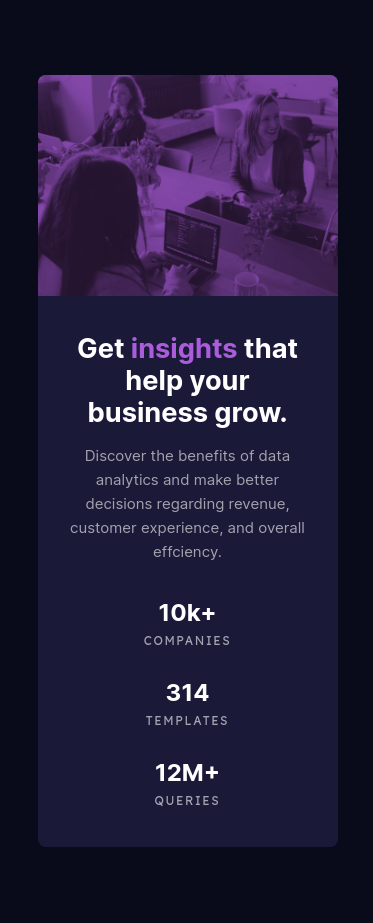 Get insights that
help your
business grow.
Discover the benefits of data
analytics and make better
decisions regarding revenue,
customer experience, and overall
effciency.
10k+
COMPANIES
314
TEMPLATES
12M+
QUERIES